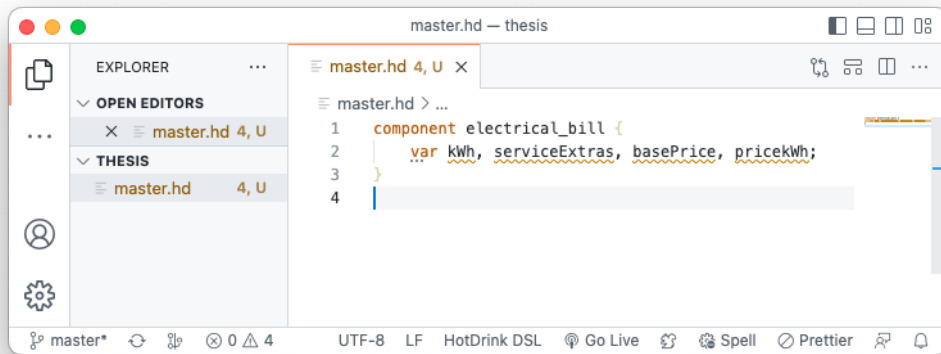 master.hd — thesis
EXPLORER ...
OPEN EDITORS
master.hd 4, U
THESIS
master.hd 4, U
master.hd 4, U
master.hd > ...
1 component electrical_bill {
2 var kWh, serviceExtras, basePrice, pricekWh;
3 }
4
master* 0 4 UTF-8 LF HotDrink DSL Go Live Spell Prettier